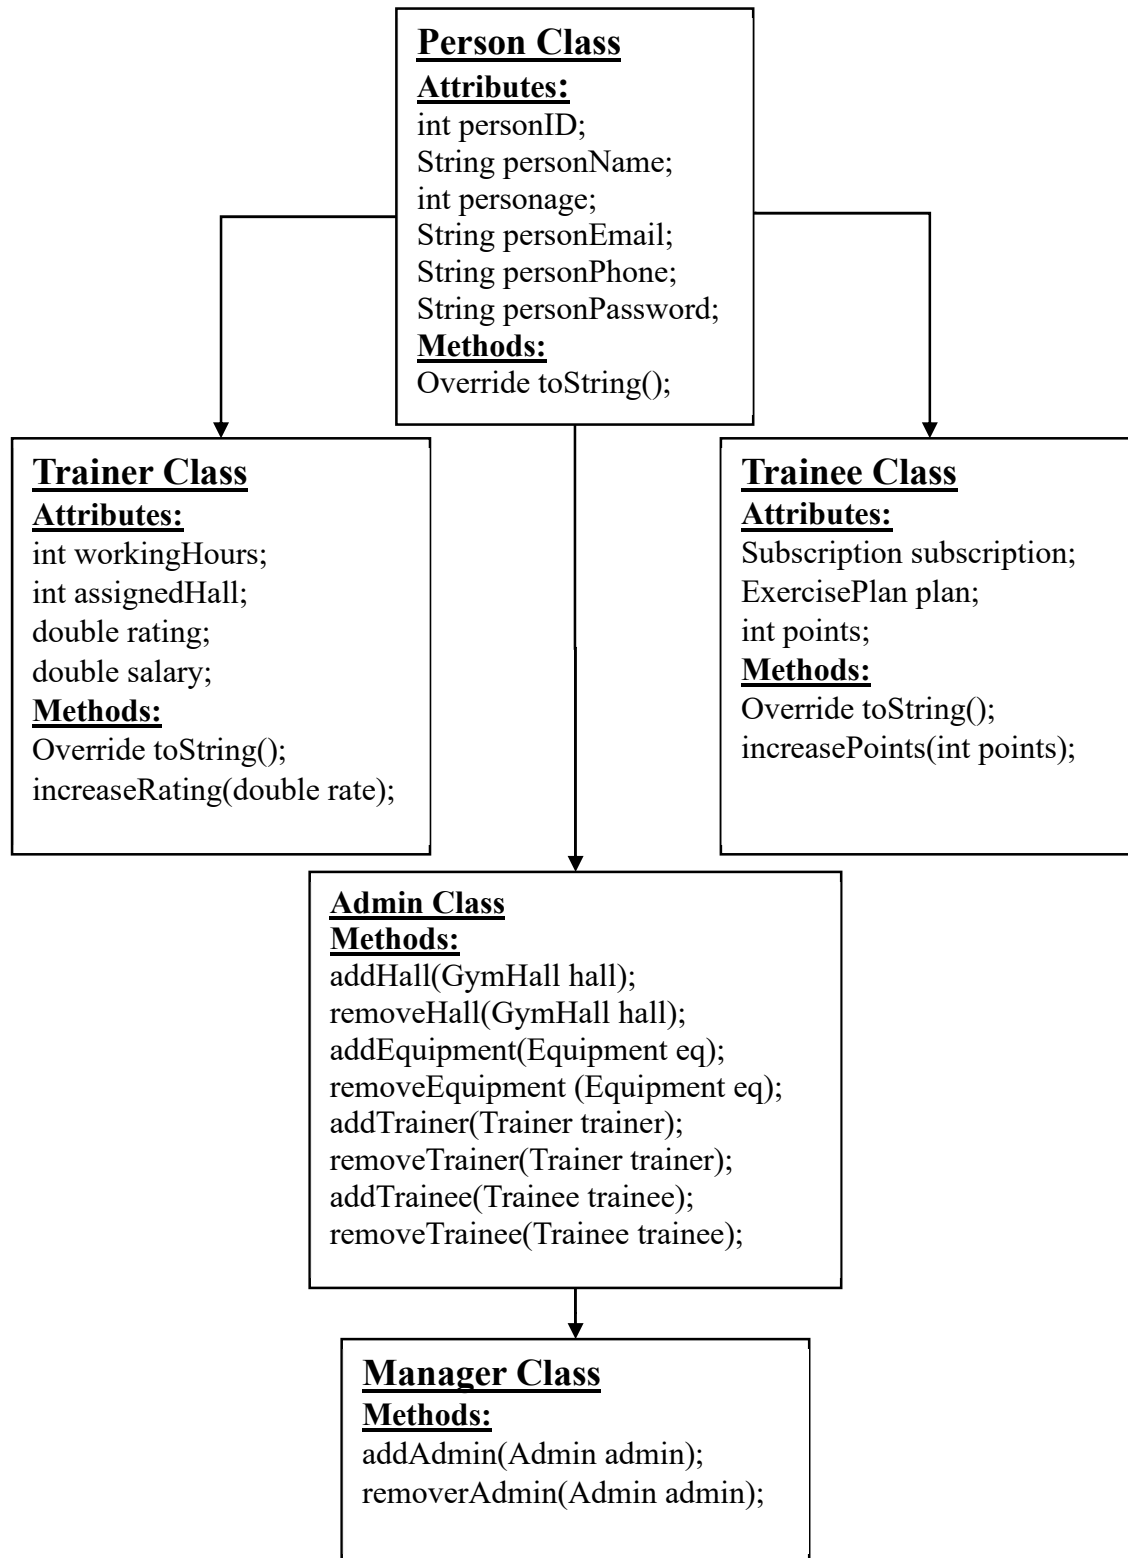 Person Class
Attributes:
int personID;
String personName;
int personage;
String personEmail;
String personPhone;
String personPassword;
Methods:
Override toString();
Trainer Class
Attributes:
int workingHours;
int assignedHall;
double rating;
double salary;
Methods:
Override toString();
increaseRating(double rate);
Trainee Class
Attributes:
Subscription subscription;
ExercisePlan plan;
int points;
Methods:
Override toString();
increasePoints(int points);
Admin Class
Methods:
addHall(GymHall hall);
removeHall(GymHall hall);
addEquipment(Equipment eq);
removeEquipment (Equipment eq);
addTrainer(Trainer trainer);
removeTrainer(Trainer trainer);
addTrainee(Trainee trainee);
removeTrainee(Trainee trainee);
Manager Class
Methods:
addAdmin(Admin admin);
removerAdmin(Admin admin);